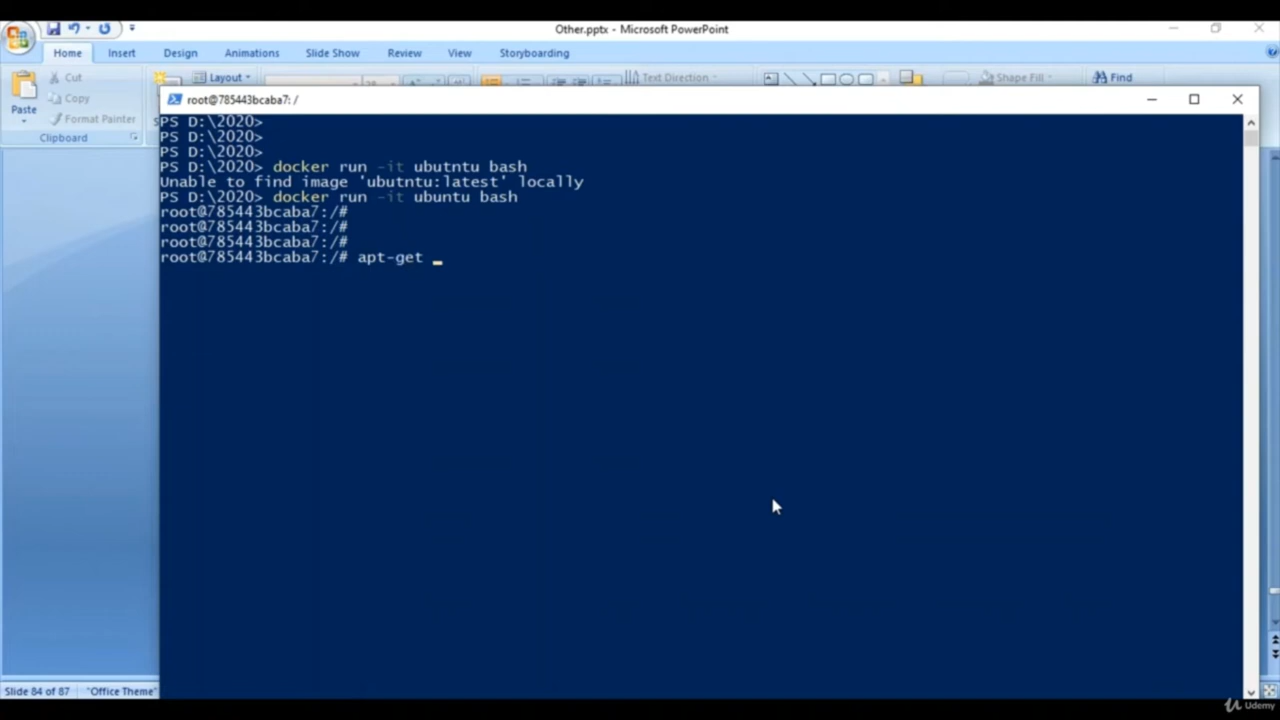 Other.pptx - Microsoft PowerPoint
Home Insert Design Animations Slide Show Review View Storyboarding
Paste
Cut
Copy
Format Painter
Clipboard
Layout
Text Direction
Shape Fill
Find
root@785443bcaba7: /
PS D:\2020>
PS D:\2020>
PS D:\2020>
PS D:\2020> docker run -it ubutntu bash
Unable to find image 'ubutntu:latest' locally
PS D:\2020> docker run -it ubuntu bash
root@785443bcaba7:/#
root@785443bcaba7:/#
root@785443bcaba7:/#
root@785443bcaba7:/# apt-get _
Slide 84 of 87 "Office Theme"
Udemy